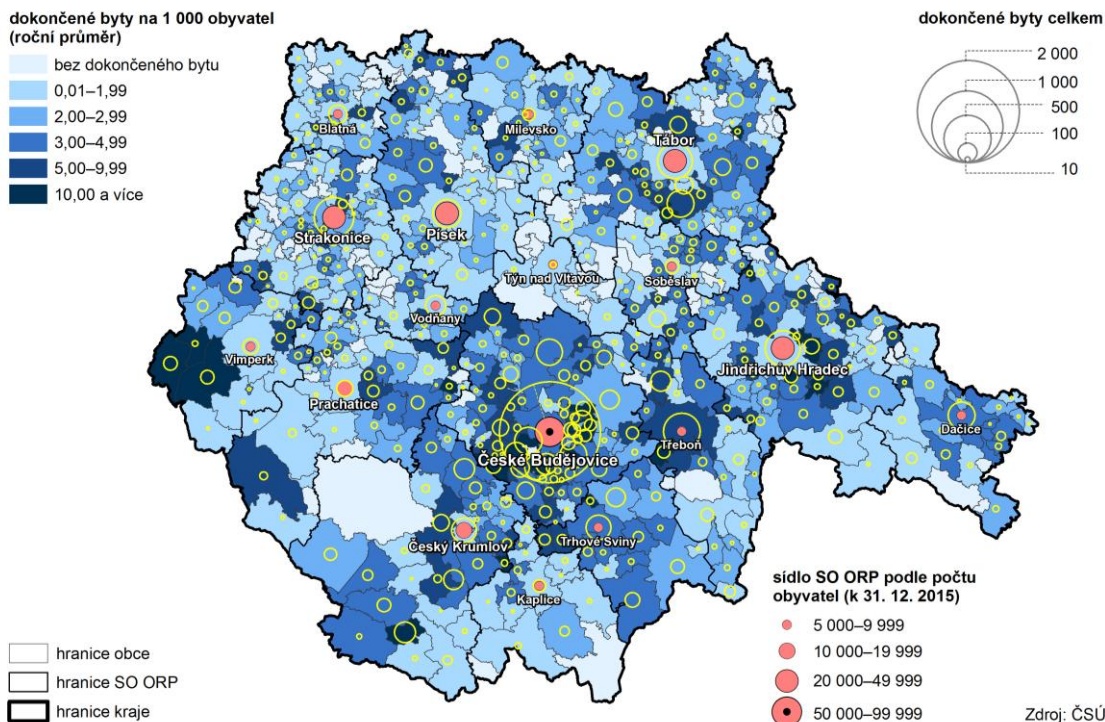 dokončené byty na 1 000 obyvatel
(roční průměr)
bez dokončeného bytu
0,01–1,99
2,00–2,99
3,00–4,99
5,00–9,99
10,00 a více
dokončené byty celkem
2 000
1 000
500
100
10
Blatná
Milevsko
Tábor
Strakonice
Písek
Týn nad Vltavou
Soběslav
Vodňany
Vimperk
Jindřichův Hradec
Prachatice
Dačice
Třeboň
České Budějovice
Český Krumlov
Trhové Sviny
Kaplice
sídlo SO ORP podle počtu
obyvatel (k 31. 12. 2015)
5 000–9 999
10 000–19 999
20 000–49 999
50 000–99 999
hranice obce
hranice SO ORP
hranice kraje
Zdroj: ČSÚ